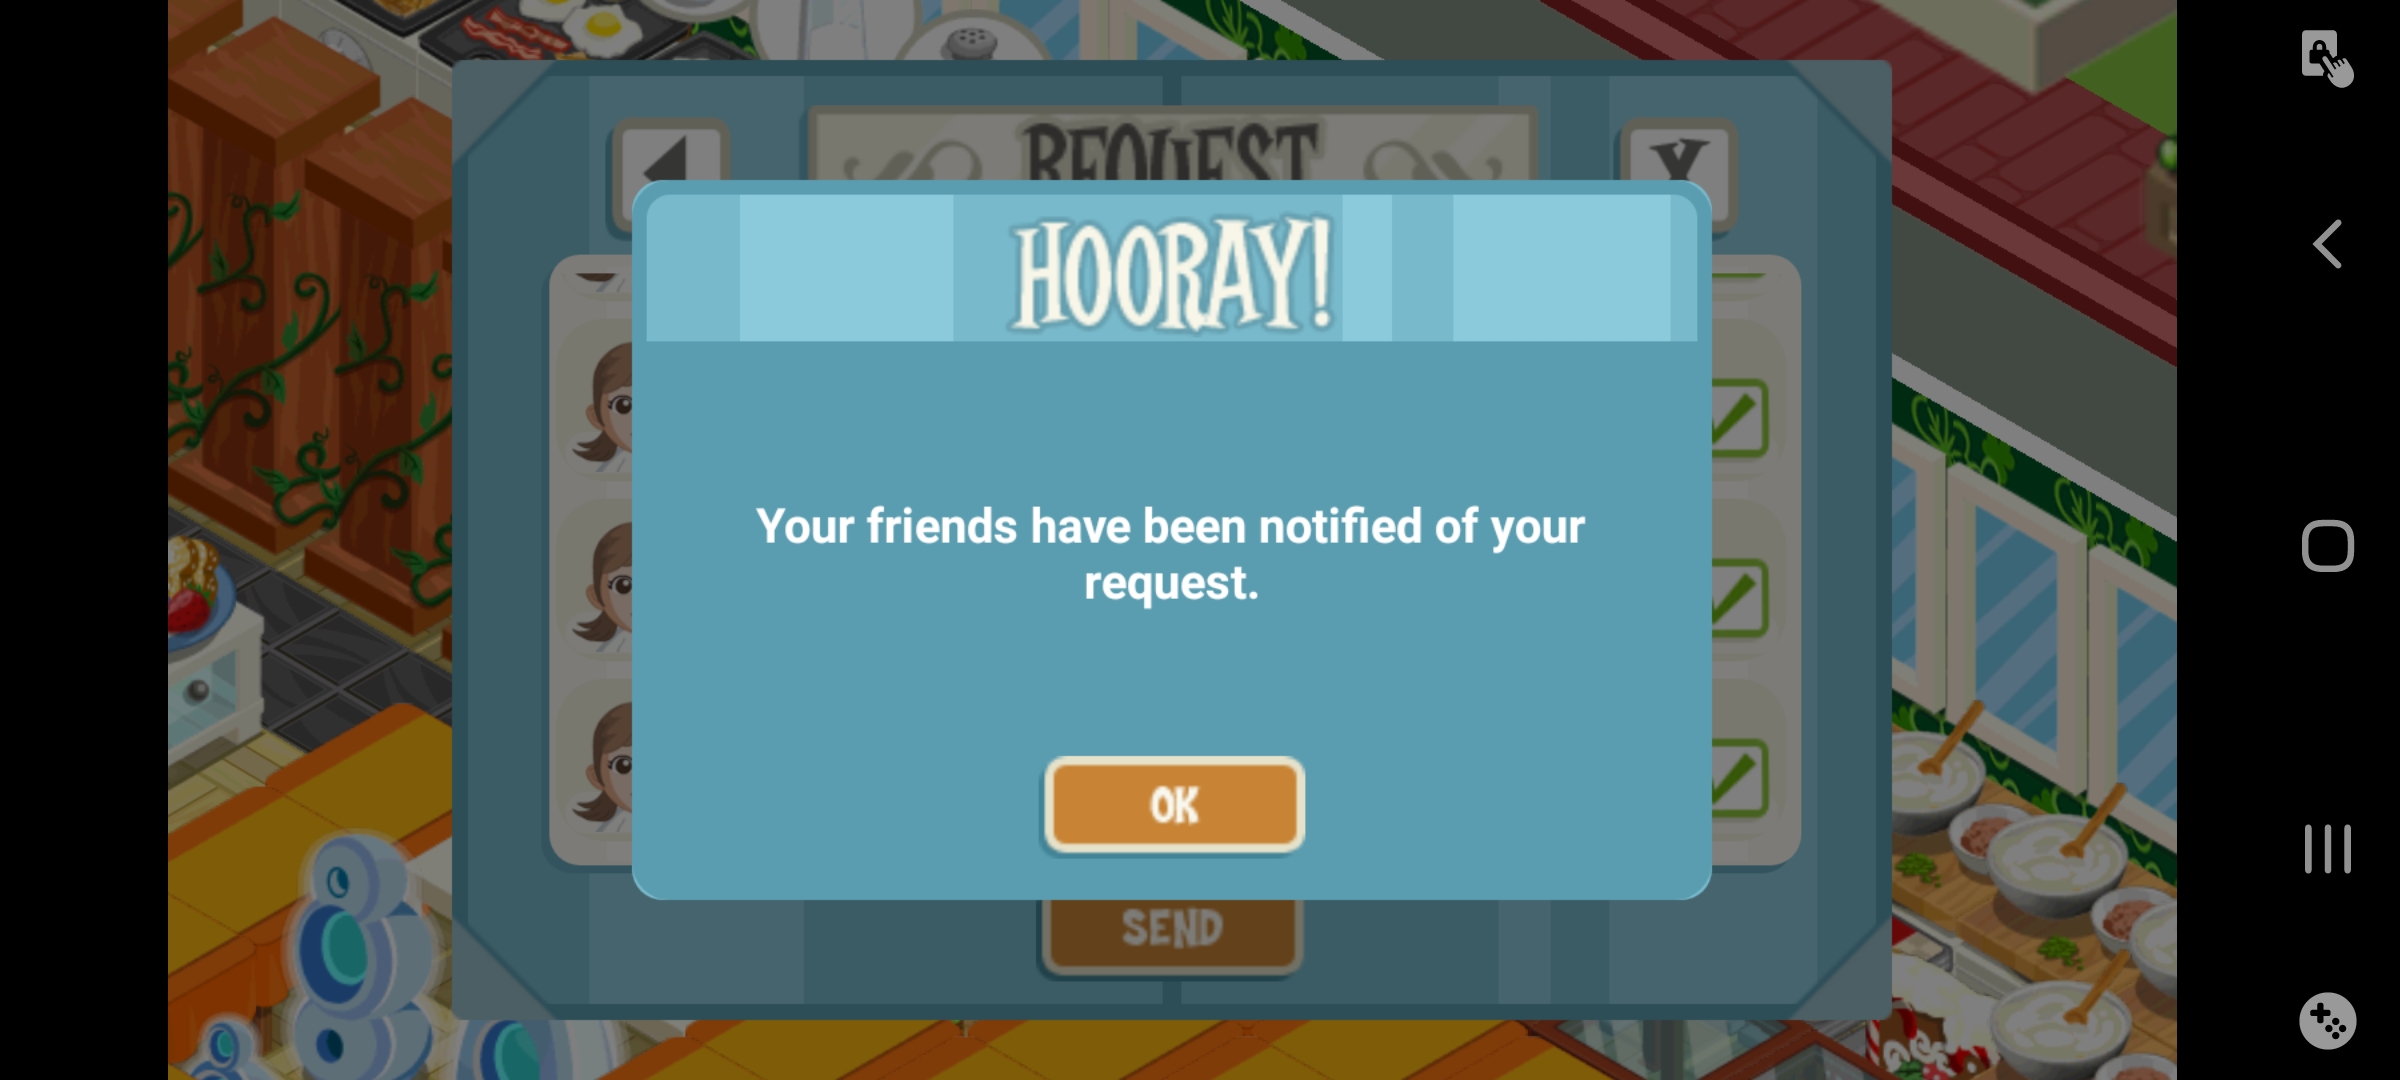 REQUEST
X
HOORAY!
Your friends have been notified of your
request.
OK
SEND